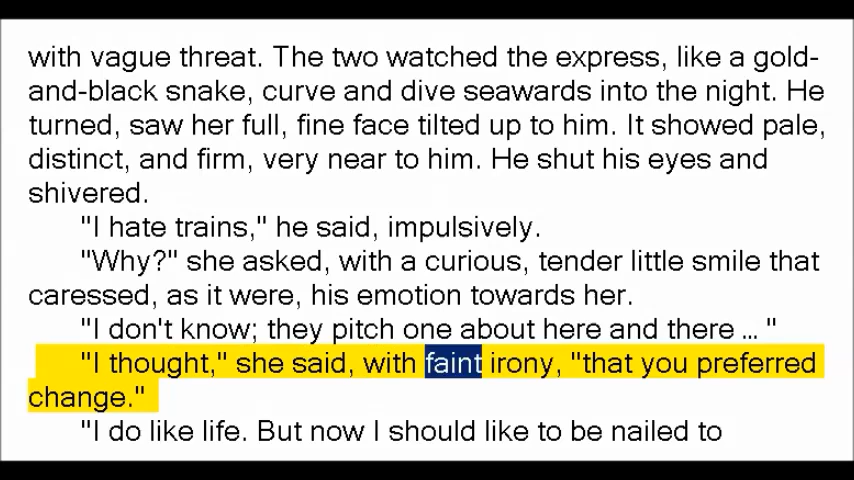 with vague threat. The two watched the express, like a gold-
and-black snake, curve and dive seawards into the night. He
turned, saw her full, fine face tilted up to him. It showed pale,
distinct, and firm, very near to him. He shut his eyes and
shivered.
"I hate trains," he said, impulsively.
"Why?" she asked, with a curious, tender little smile that
caressed, as it were, his emotion towards her.
"I don't know; they pitch one about here and there ... "
"I thought," she said, with faint irony, "that you preferred
change."
"I do like life. But now I should like to be nailed to